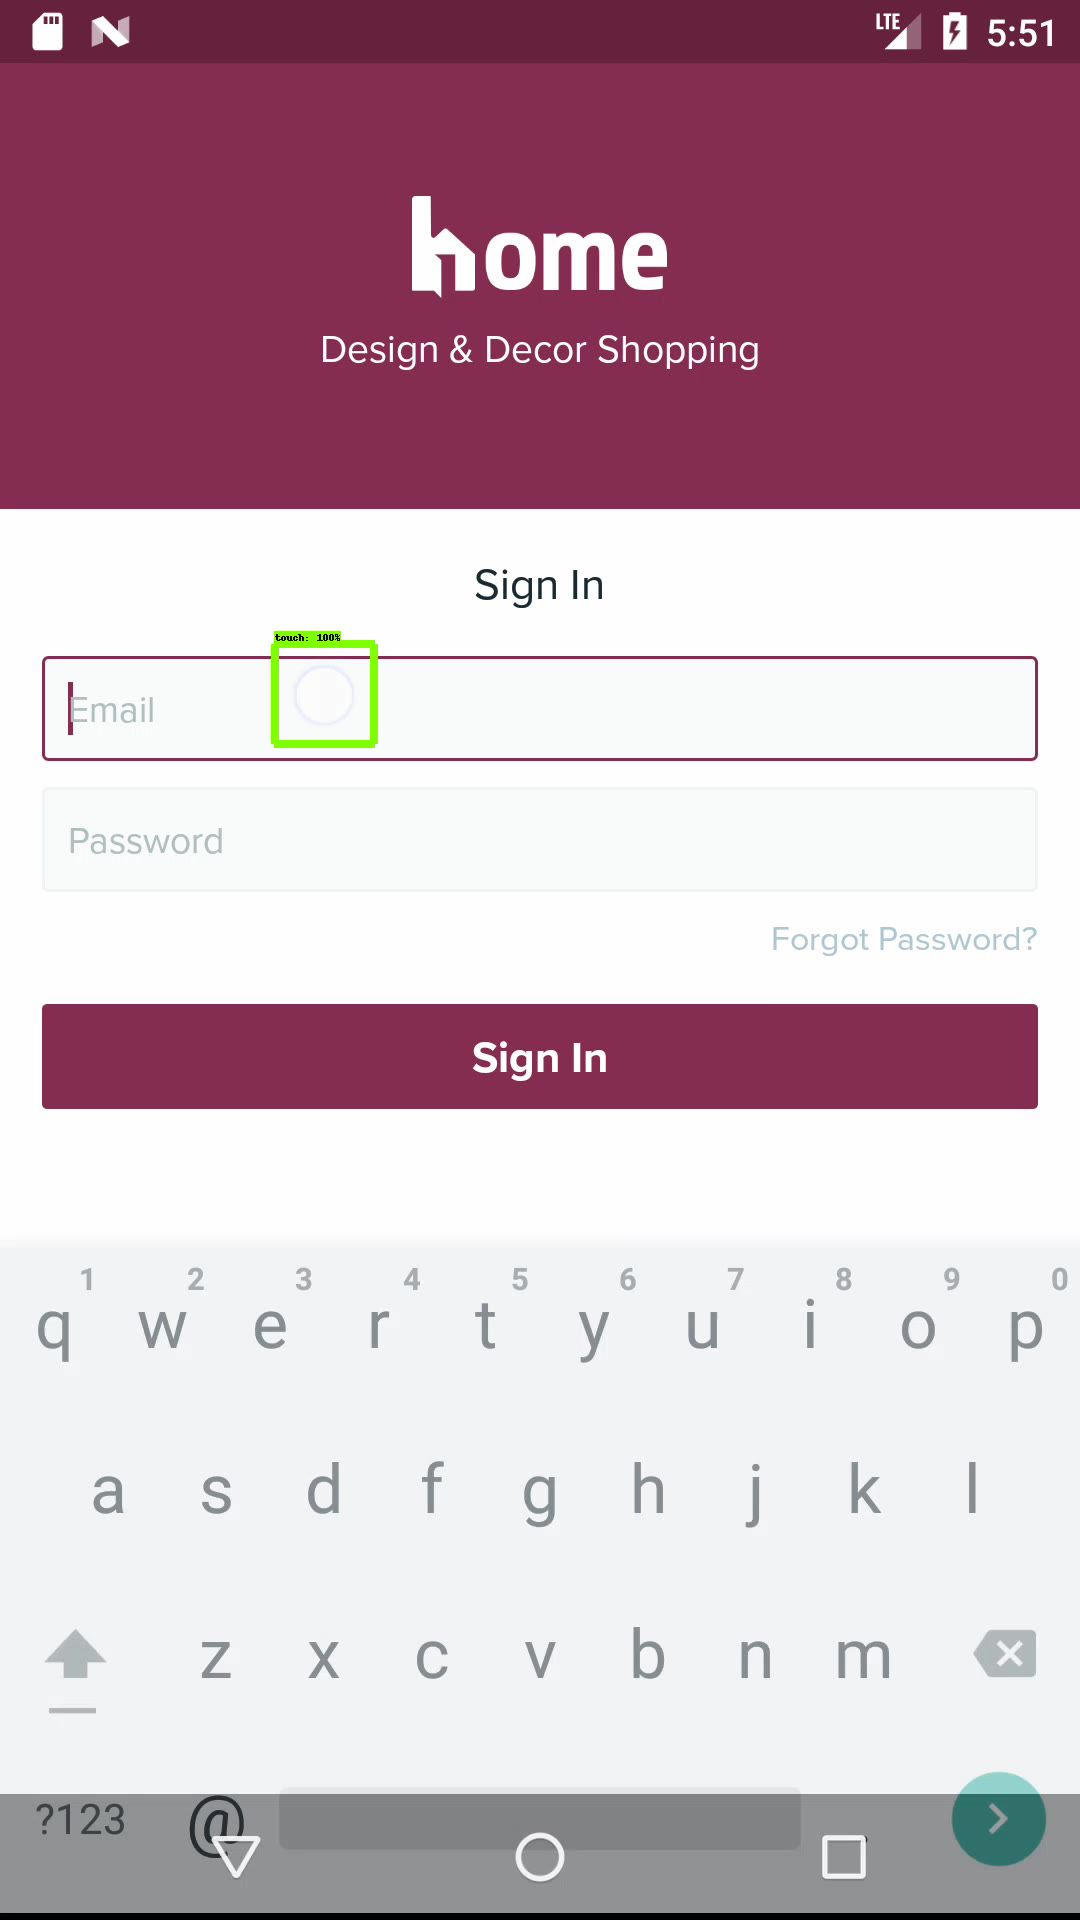 LTE 5:51
home
Design & Decor Shopping
Sign In
touch: 100%
Email
Password
Forgot Password?
Sign In
1 2 3 4 5 6 7 8 9 0
q w e r t y u i o p
a s d f g h j k l
z x c v b n m
?123 @